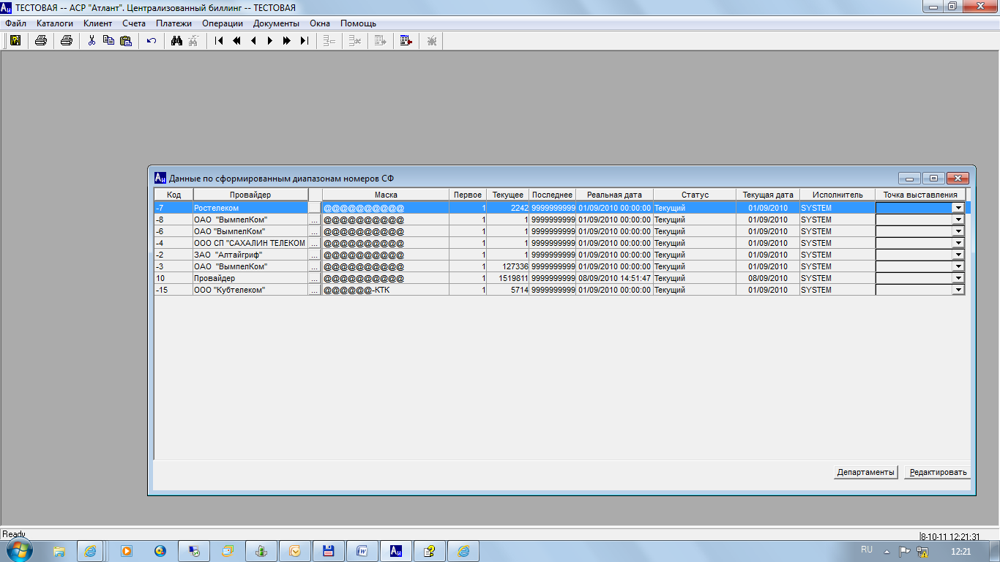 ТЕСТОВАЯ -- АСР "Атлант". Централизованный биллинг -- ТЕСТОВАЯ
Файл Каталоги Клиент Счета Платежи Операции Документы Окна Помощь
Данные по сформированным диапазонам номеров СФ
Код Провайдер Маска Первое Текущее Последнее Реальная дата Статус Текущая дата Исполнитель Точка выставления
-7 Ростелеком @@@@@@@@@@ 1 2242 9999999999 01/09/2010 00:00:00 Текущий 01/09/2010 SYSTEM
-8 ОАО "ВымпелКом" ... @@@@@@@@@@ 1 1 9999999999 01/09/2010 00:00:00 Текущий 01/09/2010 SYSTEM
-6 ОАО "ВымпелКом" ... @@@@@@@@@@ 1 1 9999999999 01/09/2010 00:00:00 Текущий 01/09/2010 SYSTEM
-4 ООО СП "САХАЛИН ТЕЛЕКОМ ... @@@@@@@@@@ 1 1 9999999999 01/09/2010 00:00:00 Текущий 01/09/2010 SYSTEM
-2 ЗАО "Алтайгриф" ... @@@@@@@@@@ 1 1 9999999999 01/09/2010 00:00:00 Текущий 01/09/2010 SYSTEM
-3 ОАО "ВымпелКом" ... @@@@@@@@@@ 1 127336 9999999999 01/09/2010 00:00:00 Текущий 01/09/2010 SYSTEM
10 Провайдер ... @@@@@@@@@@ 1 1519811 9999999999 08/09/2010 14:51:47 Текущий 08/09/2010 SYSTEM
-15 ООО "Кубтелеком" ... @@@@@@-КТК 1 5714 9999999999 01/09/2010 00:00:00 Текущий 01/09/2010 SYSTEM
Департаменты Редактировать
Ready 8-10-11 12:21:31
RU 12:21